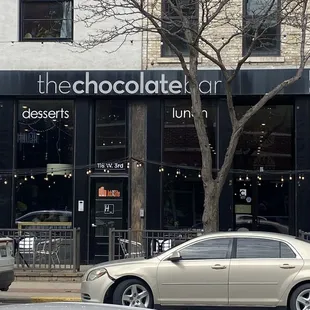 thechocolatebar
desserts
lunch
116 W. 3rd